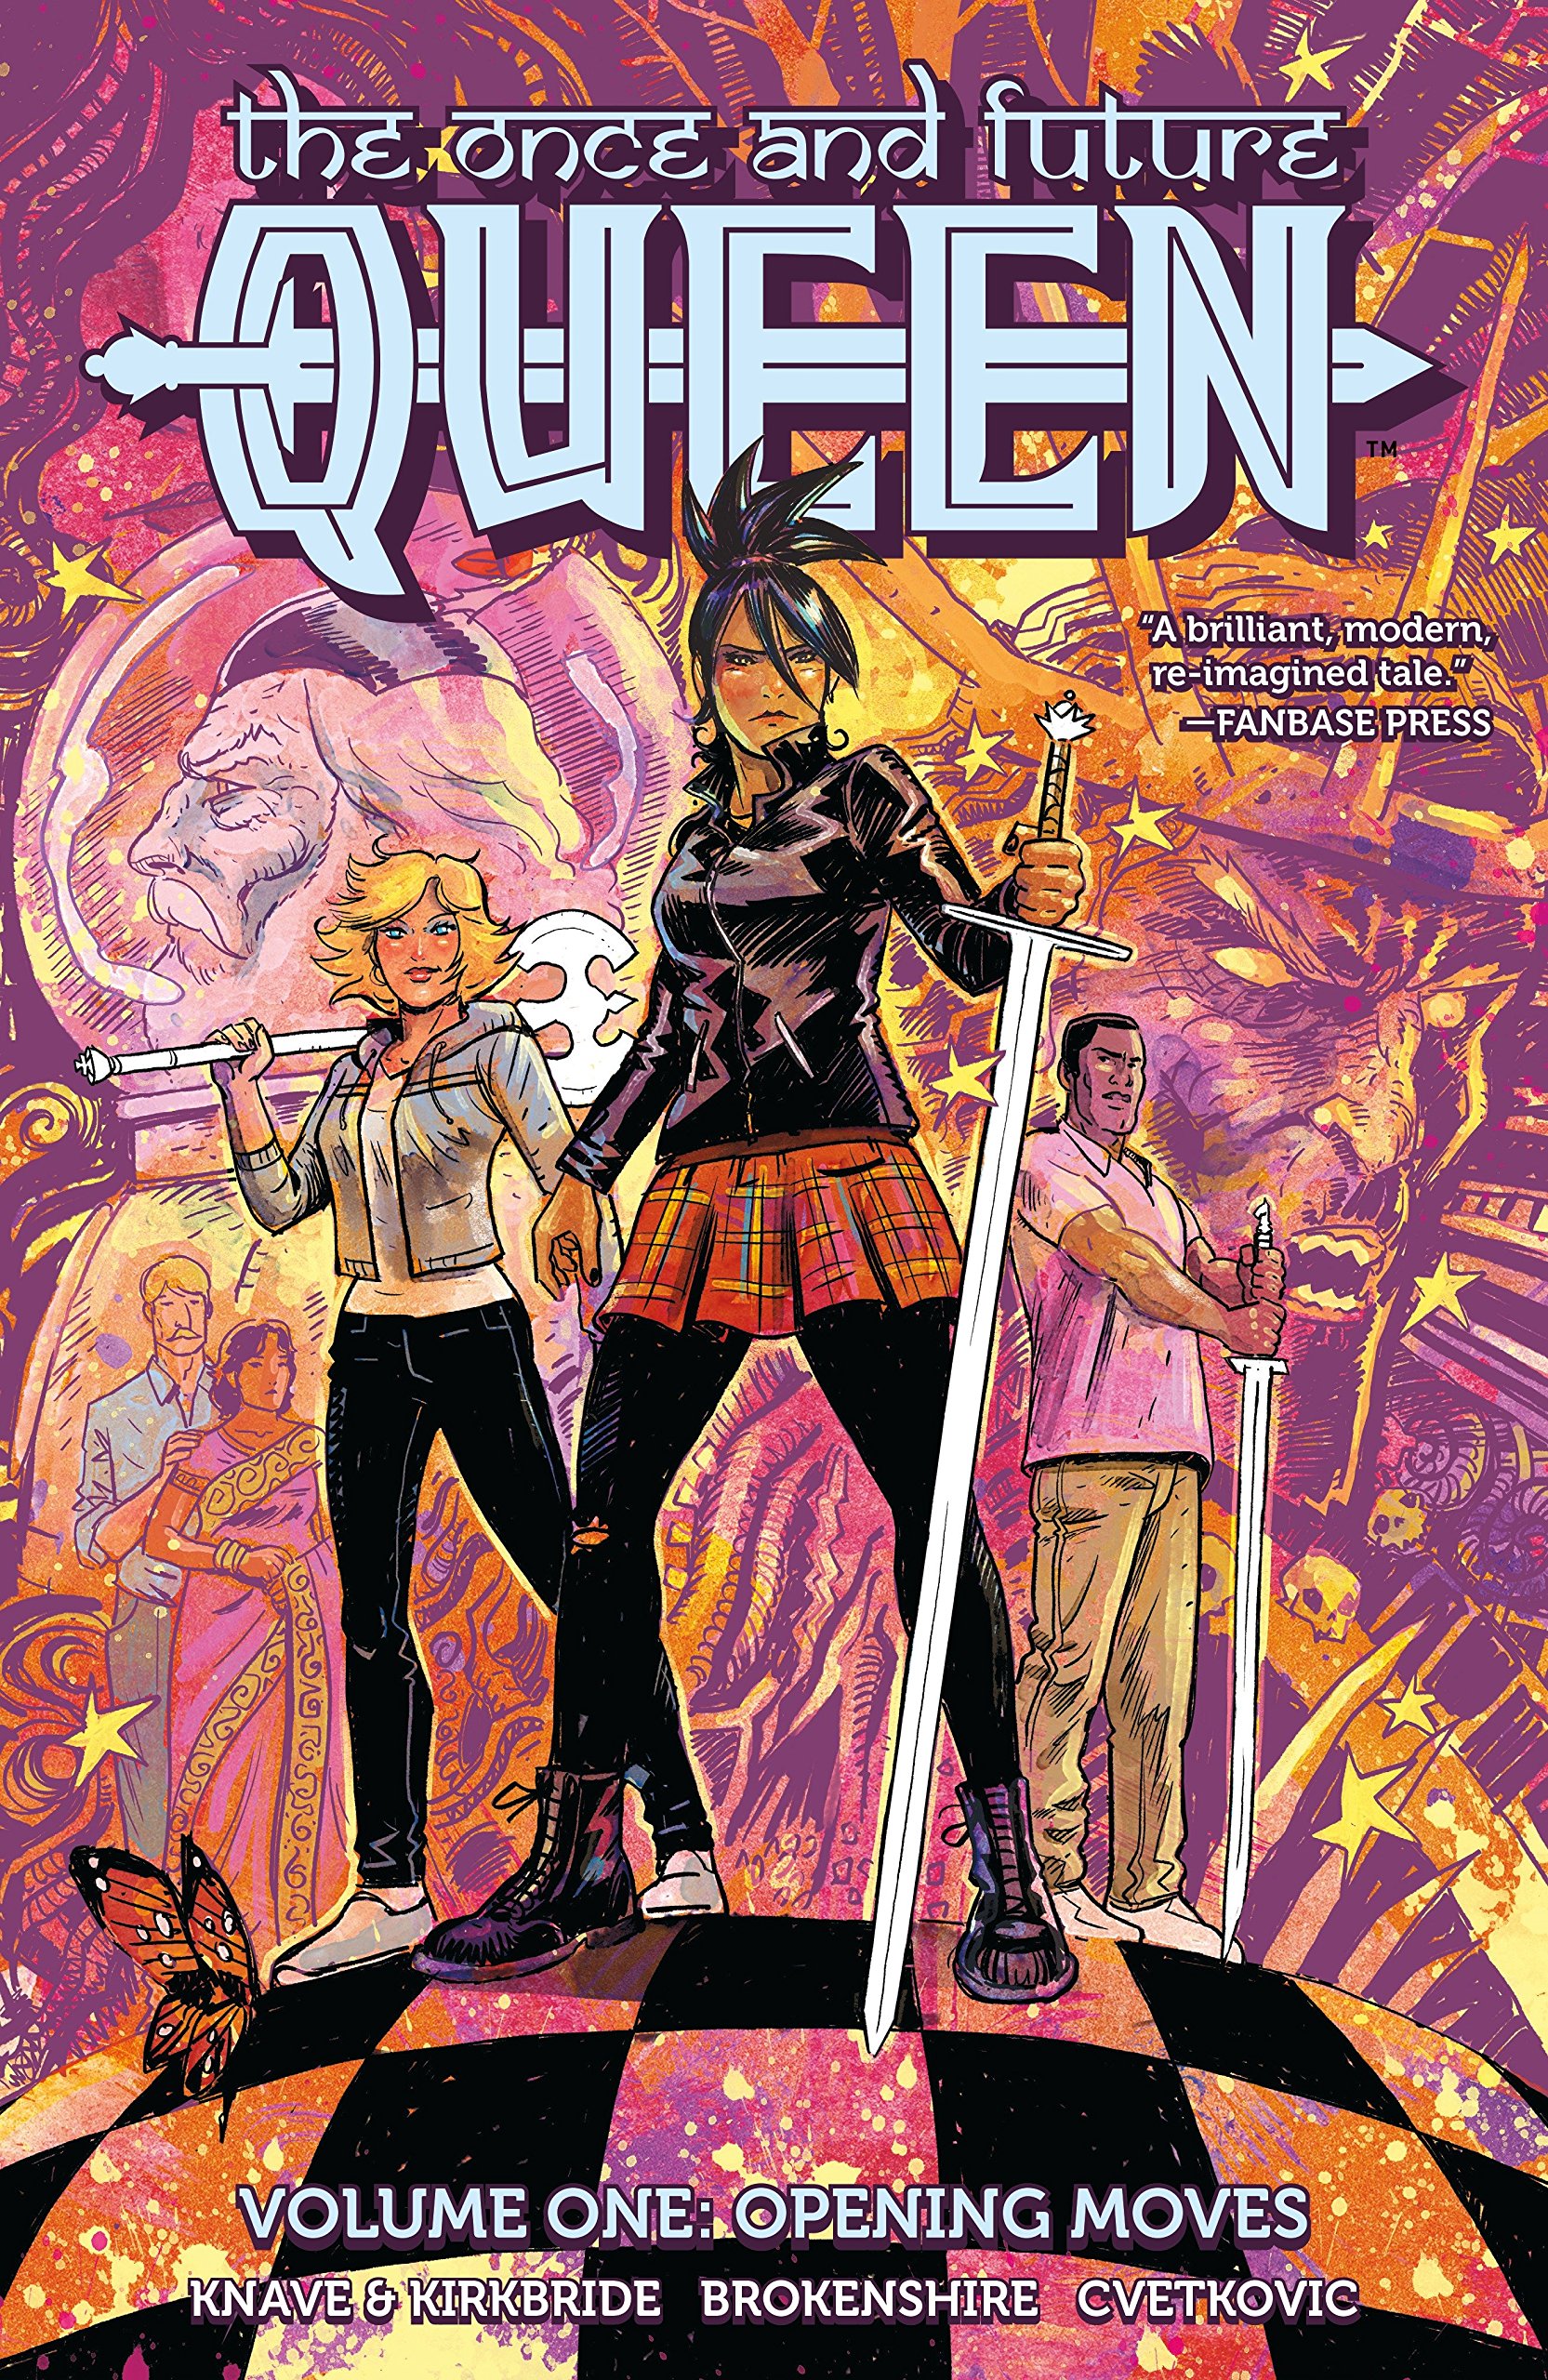 the once and future
QUEEN
TM
“A brilliant, modern,
re-imagined tale.”
—FANBASE PRESS
VOLUME ONE: OPENING MOVES
KNAVE & KIRKBRIDE BROKENSHIRE CVETKOVIC